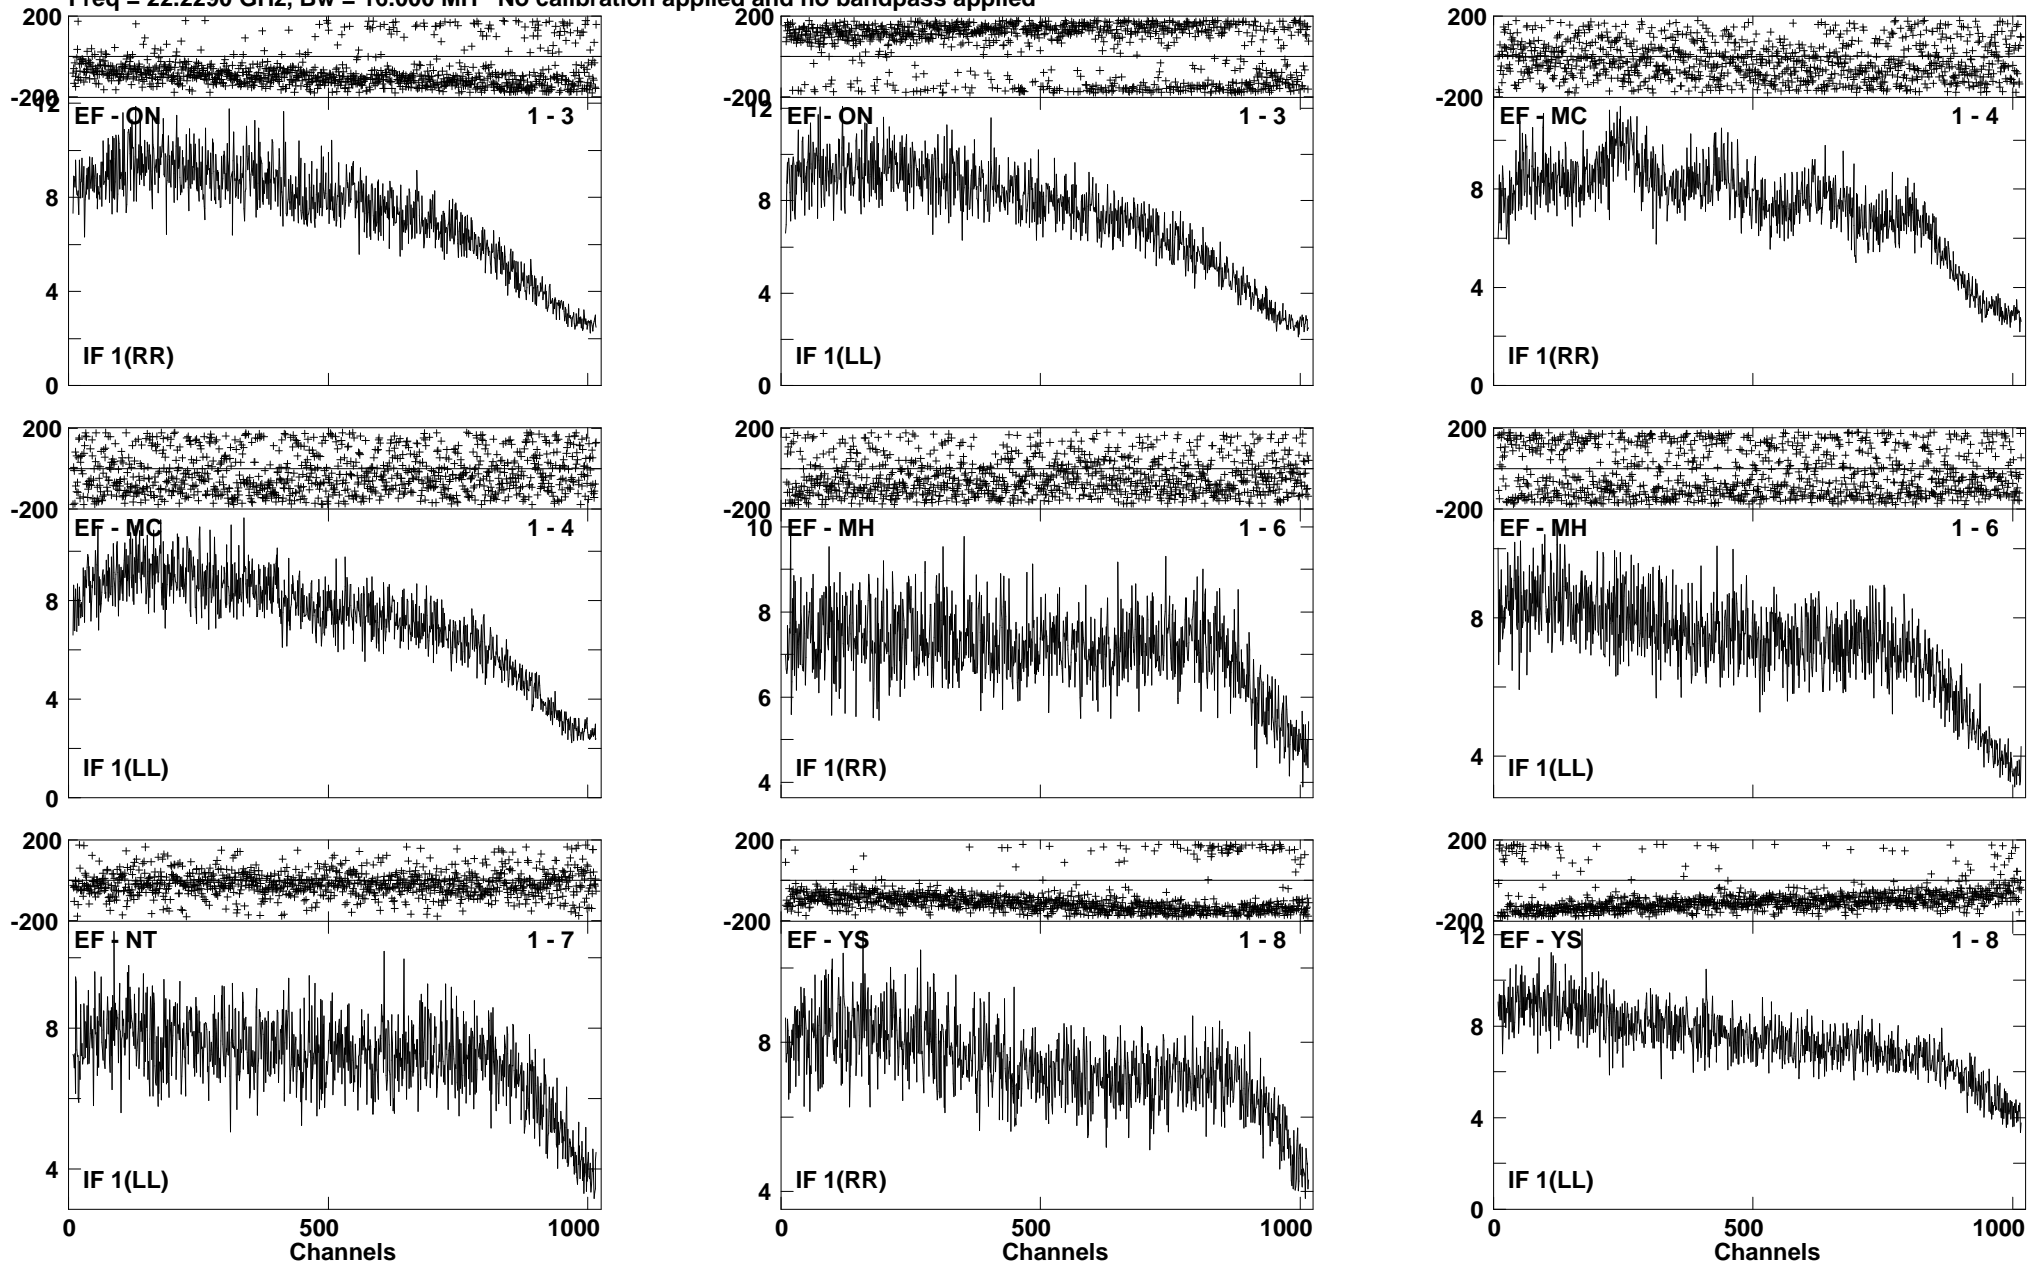 Freq = 22.2290 GHz, Bw = 16.000 MH No calibration applied and no bandpass applied
200
-200
EF - ON 1 - 3
12
8
4
0
IF 1(RR)
200
-200
EF - ON 1 - 3
12
8
4
0
IF 1(LL)
200
-200
EF - MC 1 - 4
8
4
0
IF 1(RR)
200
-200
EF - MC 1 - 4
8
4
0
IF 1(LL)
200
-200
EF - MH 1 - 6
10
8
6
4
IF 1(RR)
200
-200
EF - MH 1 - 6
8
4
IF 1(LL)
200
-200
EF - NT 1 - 7
8
4
IF 1(LL)
0 500 1000
Channels
200
-200
EF - YS 1 - 8
8
4
IF 1(RR)
0 500 1000
Channels
200
-200
EF - YS 1 - 8
12
8
4
0
IF 1(LL)
0 500 1000
Channels